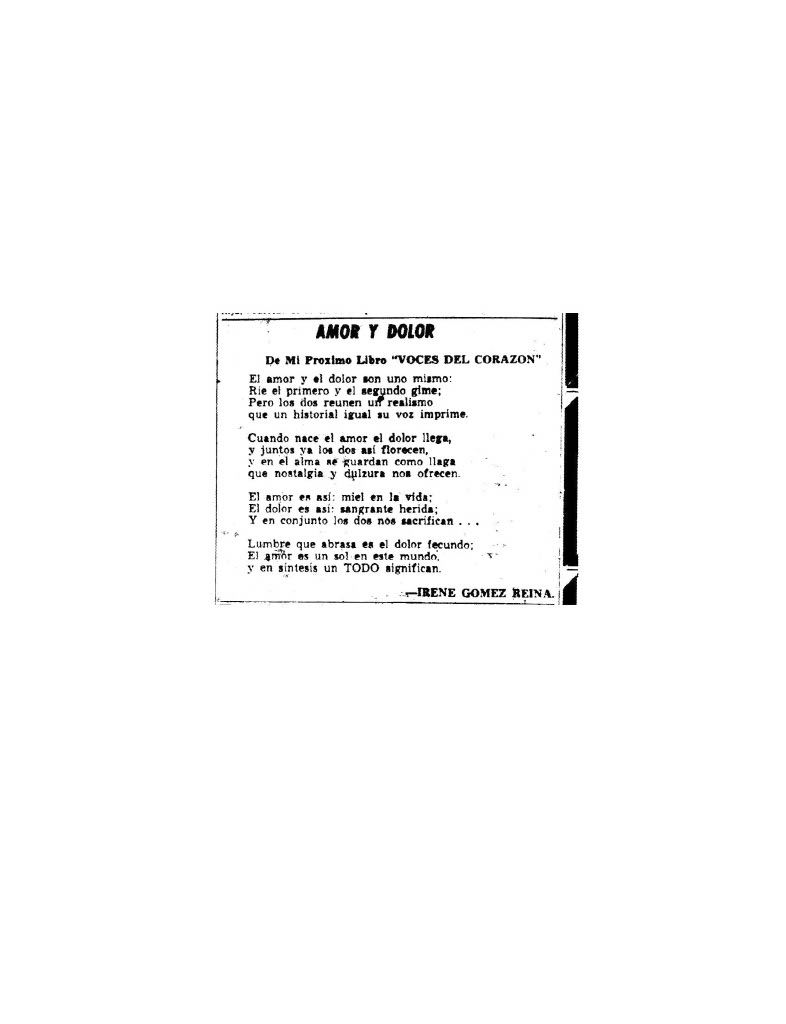 AMOR Y DOLOR
De Mi Proximo Libro "VOCES DEL CORAZON"
El amor y el dolor son uno mismo:
Rie el primero y el segundo gime;
Pero los dos reunen un realismo
que un historial igual su voz imprime.
Cuando nace el amor el dolor llega,
y juntos ya los dos así florecen,
y en el alma se guardan como llaga
que nostalgia y dulzura nos ofrecen.
El amor es así: miel en la vida;
El dolor es así: sangrante herida;
Y en conjunto los dos nos sacrifican . . .
Lumbre que abrasa es el dolor fecundo;
El amor es un sol en este mundo,
y en síntesis un TODO significan.
—IRENE GOMEZ REINA.